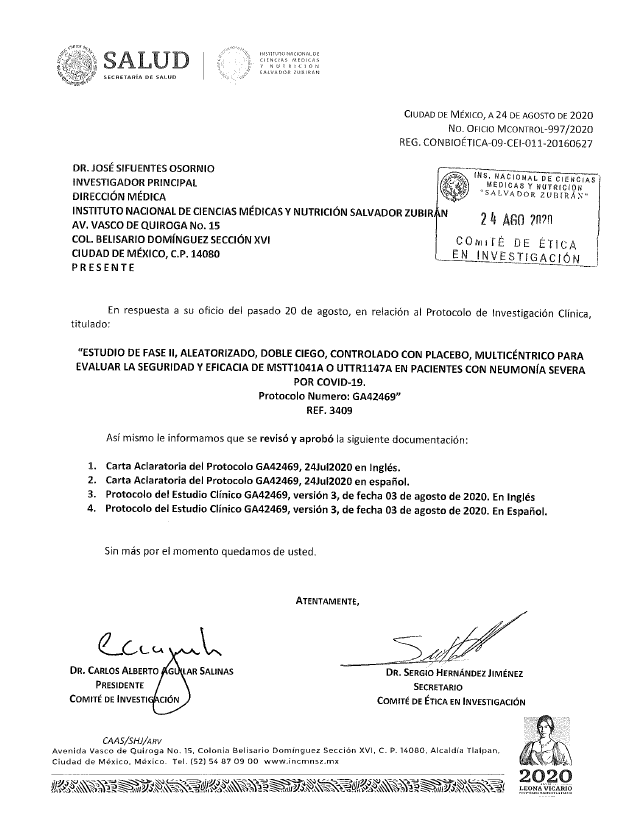 SALUD
SECRETARÍA DE SALUD
INSTITUTO NACIONAL DE
CIENCIAS MÉDICAS
Y NUTRICIÓN
SALVADOR ZUBIRÁN
CIUDAD DE MÉXICO, A 24 DE AGOSTO DE 2020
No. OFICIO MCONTROL-997/2020
REG. CONBIOÉTICA-09-CEI-011-20160627
DR. JOSÉ SIFUENTES OSORNIO
INVESTIGADOR PRINCIPAL
DIRECCIÓN MÉDICA
INSTITUTO NACIONAL DE CIENCIAS MÉDICAS Y NUTRICIÓN SALVADOR ZUBIRÁN
AV. VASCO DE QUIROGA No. 15
COL. BELISARIO DOMÍNGUEZ SECCIÓN XVI
CIUDAD DE MÉXICO, C.P. 14080
P R E S E N T E
INS. NACIONAL DE CIENCIAS
MÉDICAS Y NUTRICIÓN
"SALVADOR ZUBIRÁN"
24 AGO 2020
COMITÉ DE ÉTICA
EN INVESTIGACIÓN
En respuesta a su oficio del pasado 20 de agosto, en relación al Protocolo de Investigación Clínica,
titulado:
"ESTUDIO DE FASE II, ALEATORIZADO, DOBLE CIEGO, CONTROLADO CON PLACEBO, MULTICÉNTRICO PARA
EVALUAR LA SEGURIDAD Y EFICACIA DE MSTT1041A O UTTR1147A EN PACIENTES CON NEUMONÍA SEVERA
POR COVID-19.
Protocolo Numero: GA42469"
REF. 3409
Así mismo le informamos que se revisó y aprobó la siguiente documentación:
1. Carta Aclaratoria del Protocolo GA42469, 24Jul2020 en Inglés.
2. Carta Aclaratoria del Protocolo GA42469, 24Jul2020 en español.
3. Protocolo del Estudio Clínico GA42469, versión 3, de fecha 03 de agosto de 2020. En Inglés
4. Protocolo del Estudio Clínico GA42469, versión 3, de fecha 03 de agosto de 2020. En Español.
Sin más por el momento quedamos de usted.
ATENTAMENTE,
DR. CARLOS ALBERTO AGUILAR SALINAS
PRESIDENTE
COMITÉ DE INVESTIGACIÓN
DR. SERGIO HERNÁNDEZ JIMÉNEZ
SECRETARIO
COMITÉ DE ÉTICA EN INVESTIGACIÓN
CAAS/SHJ/ARV
Avenida Vasco de Quiroga No. 15, Colonia Belisario Domínguez Sección XVI, C. P. 14080, Alcaldía Tlalpan,
Ciudad de México, México. Tel. (52) 54 87 09 00 www.incmnsz.mx
2020
LEONA VICARIO